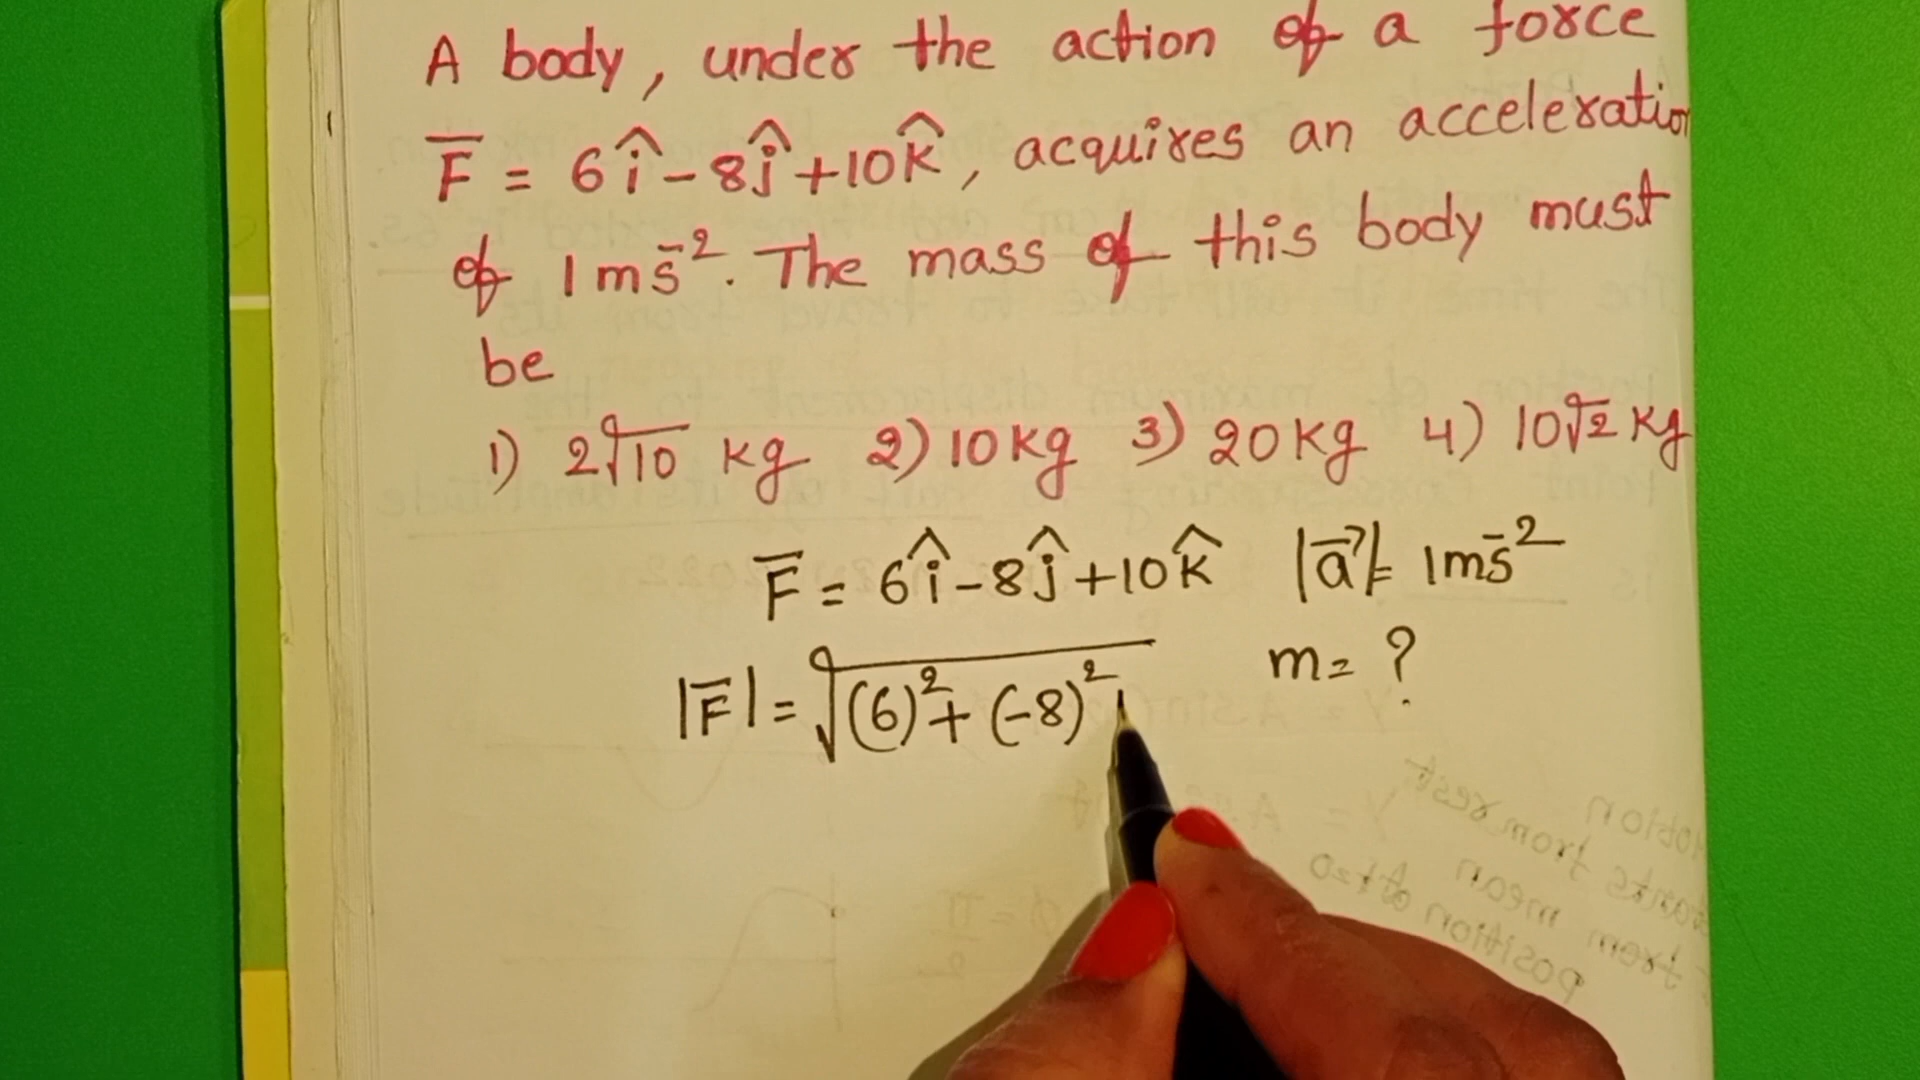 A body, under the action of a force
F̅ = 6î - 8ĵ + 10k̂, acquires an acceleration
of 1 ms⁻². The mass of this body must
be
1) 2√10 kg 2) 10 kg 3) 20 kg 4) 10√2 kg
F̅ = 6î - 8ĵ + 10k̂ |a⃗| = 1 ms⁻²
|F̅| = √(6)² + (-8)² m = ?